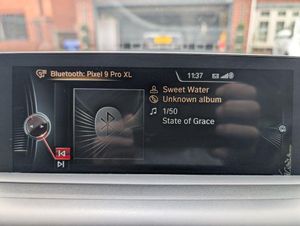 Bluetooth: Pixel 9 Pro XL
11:37
Sweet Water
Unknown album
1/50
State of Grace